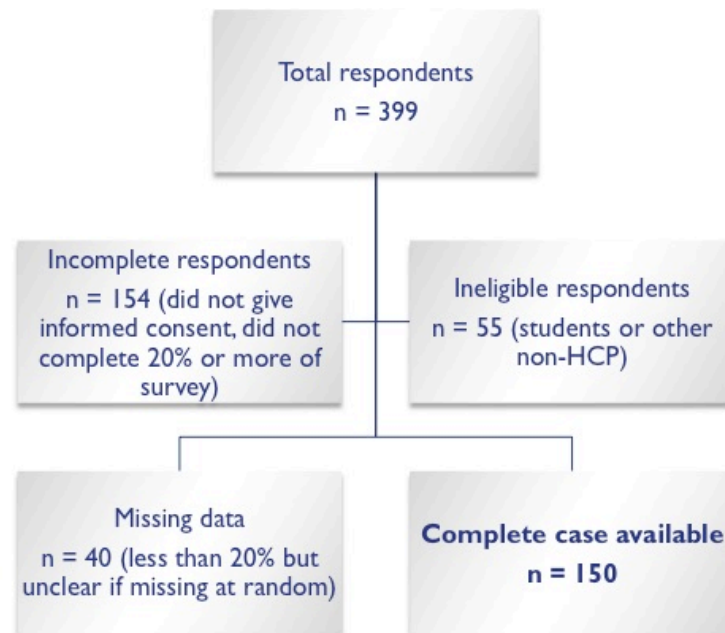 Total respondents
n = 399
Incomplete respondents
n = 154 (did not give
informed consent, did not
complete 20% or more of
survey)
Ineligible respondents
n = 55 (students or other
non-HCP)
Missing data
n = 40 (less than 20% but
unclear if missing at random)
Complete case available
n = 150